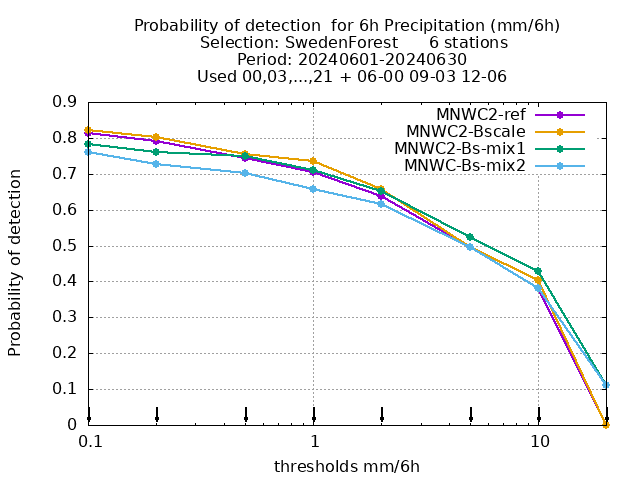 Probability of detection  for 6h Precipitation (mm/6h)
Selection: SwedenForest      6 stations
Period: 20240601-20240630
Used 00,03,...,21 + 06-00 09-03 12-06
MNWC2-ref
MNWC2-Bscale
MNWC2-Bs-mix1
MNWC-Bs-mix2
Probability of detection
0.9
0.8
0.7
0.6
0.5
0.4
0.3
0.2
0.1
0
0.1 1 10
thresholds mm/6h